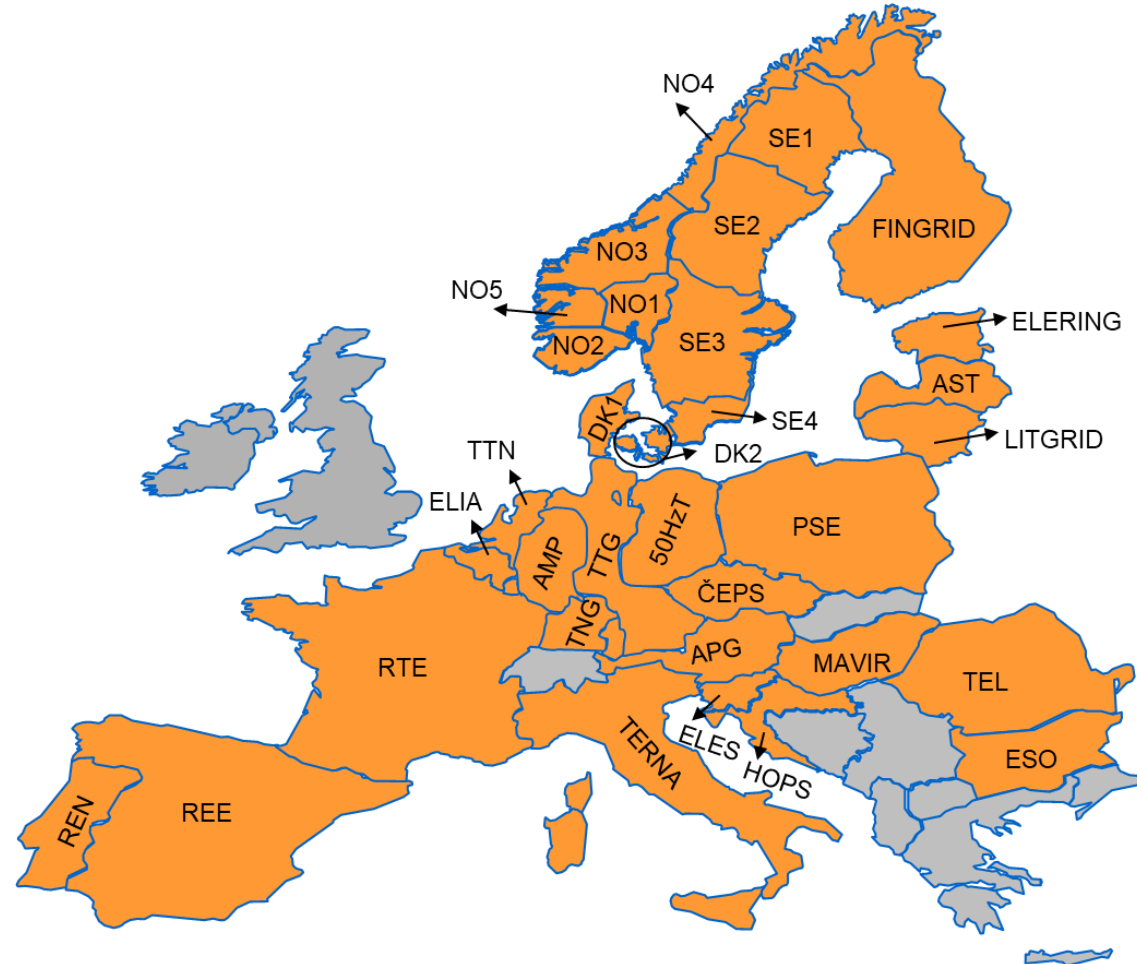 NO4
SE1
SE2
FINGRID
NO3
NO5
NO1
ELERING
NO2
SE3
AST
DK1
SE4
LITGRID
TTN
DK2
ELIA
50HzT
PSE
AMP
TTG
ČEPS
TNG
APG
MAVIR
RTE
TEL
TERNA
ELES
ESO
HOPS
REN
REE